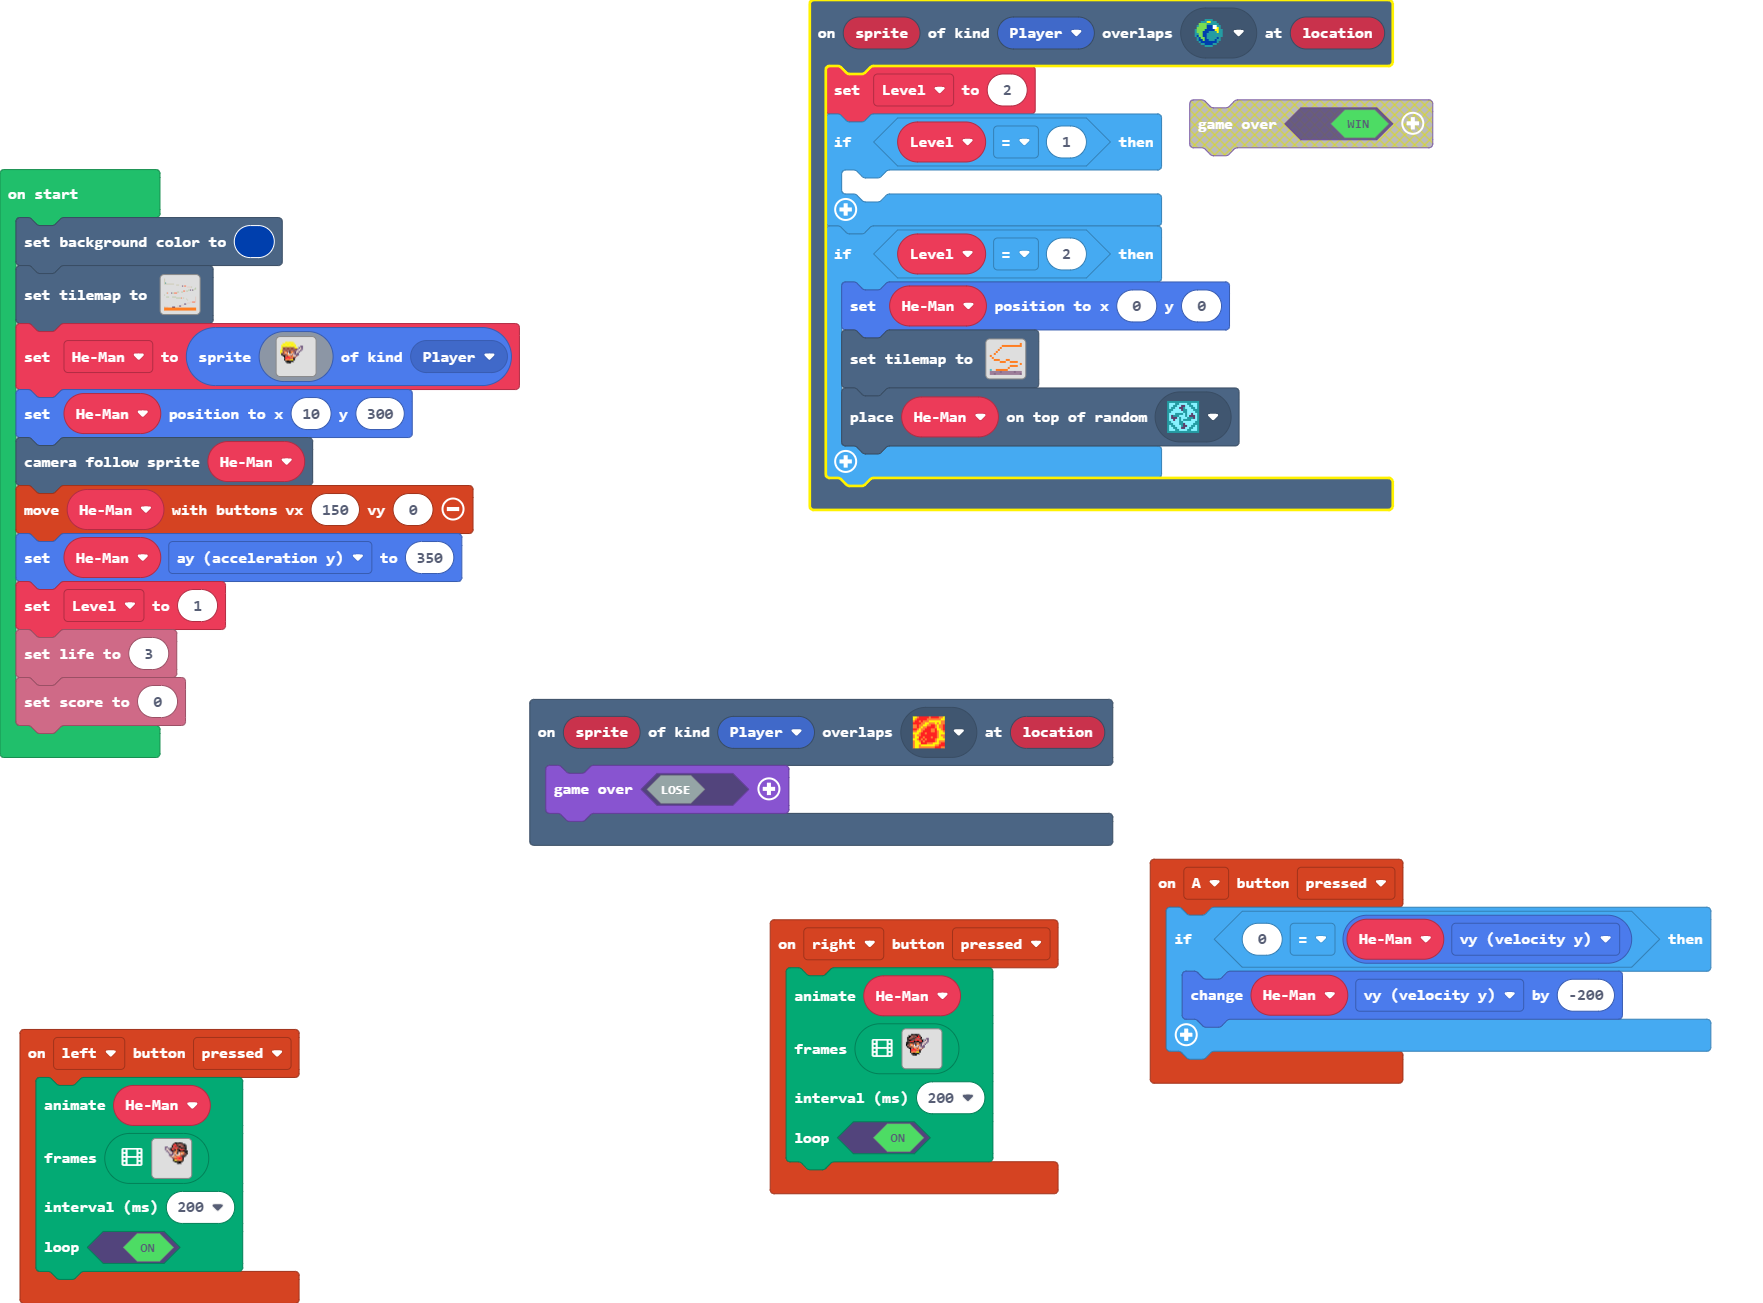 on start
set background color to
set tilemap to
set He-Man to sprite of kind Player
set He-Man position to x 10 y 300
camera follow sprite He-Man
move He-Man with buttons vx 150 vy 0
set He-Man ay (acceleration y) to 350
set Level to 1
set life to 3
set score to 0
on sprite of kind Player overlaps at location
set Level to 2
if Level = 1 then
if Level = 2 then
set He-Man position to x 0 y 0
set tilemap to
place He-Man on top of random
game over WIN
on sprite of kind Player overlaps at location
game over LOSE
on A button pressed
if 0 = He-Man vy (velocity y) then
change He-Man vy (velocity y) by -200
on right button pressed
animate He-Man
frames
interval (ms) 200
loop ON
on left button pressed
animate He-Man
frames
interval (ms) 200
loop ON